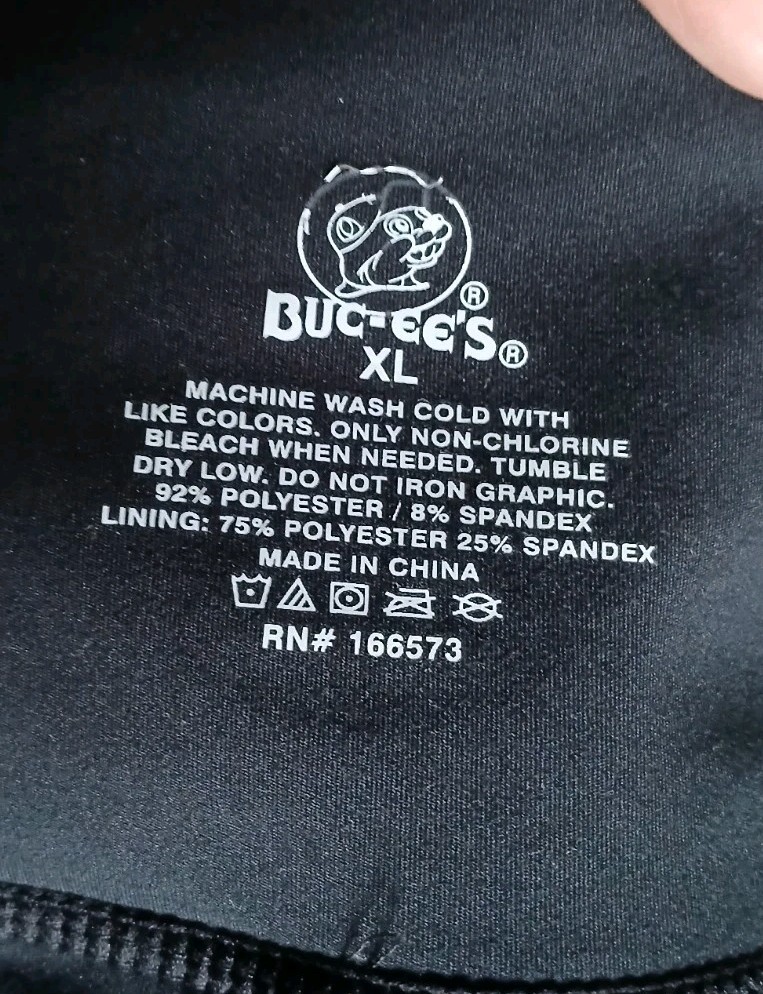 ®
BUC-EE'S®
XL
MACHINE WASH COLD WITH
LIKE COLORS. ONLY NON-CHLORINE
BLEACH WHEN NEEDED. TUMBLE
DRY LOW. DO NOT IRON GRAPHIC.
92% POLYESTER / 8% SPANDEX
LINING: 75% POLYESTER 25% SPANDEX
MADE IN CHINA
RN# 166573